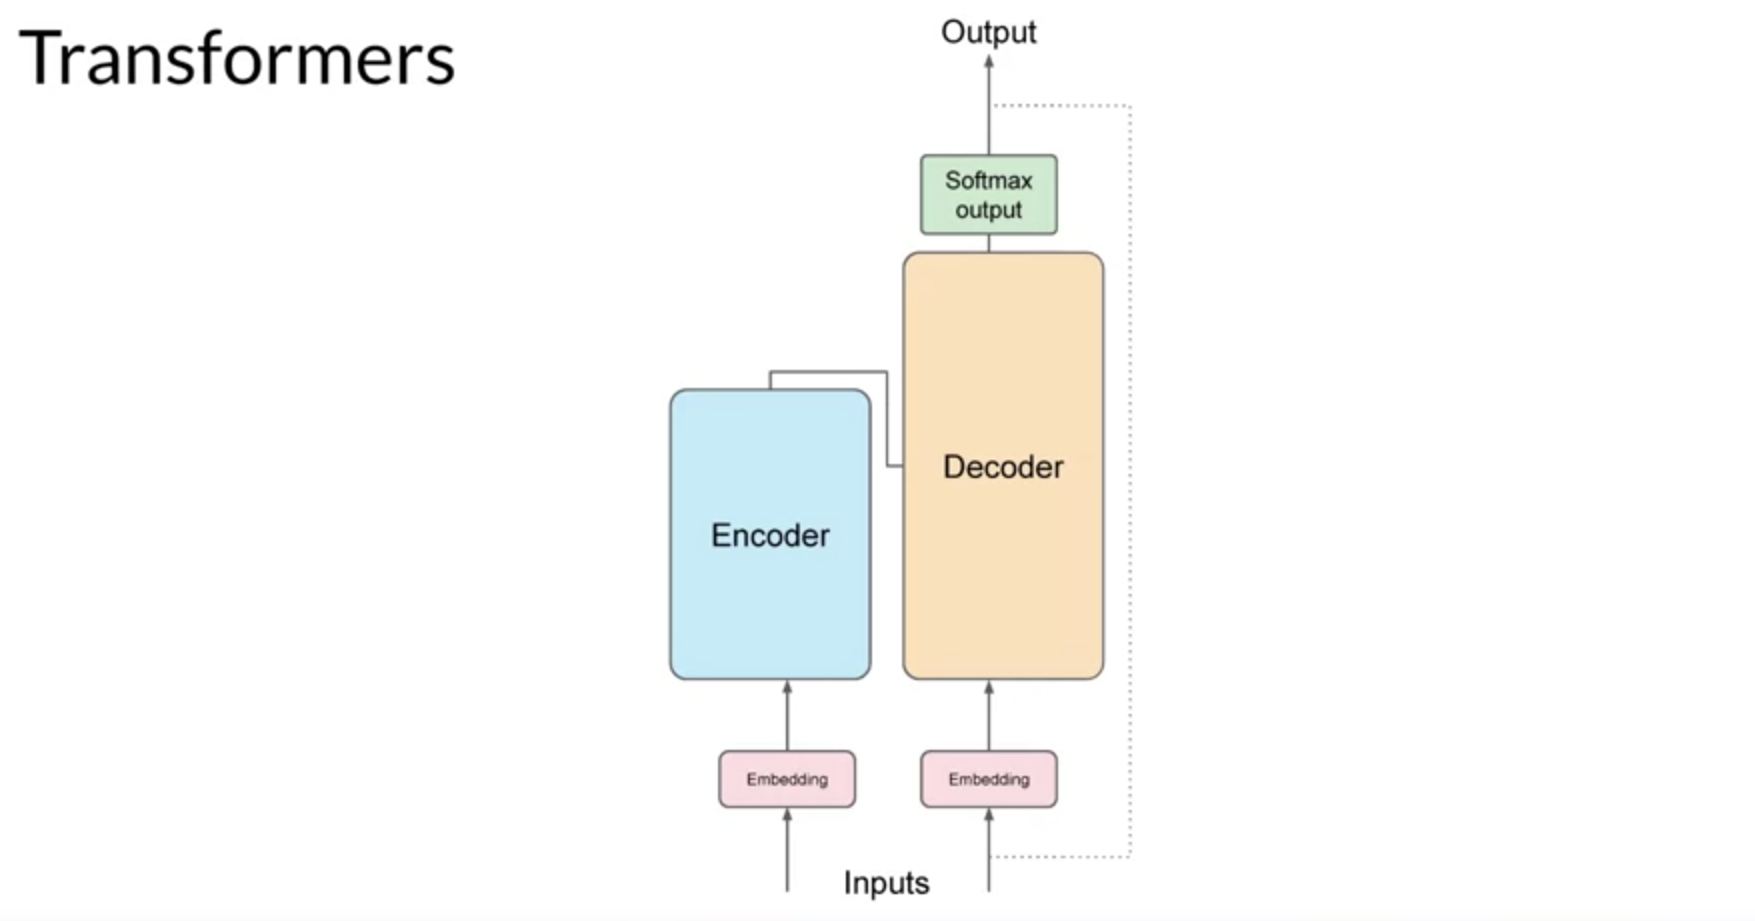 Transformers
Output
Softmax
output
Decoder
Encoder
Embedding
Embedding
Inputs